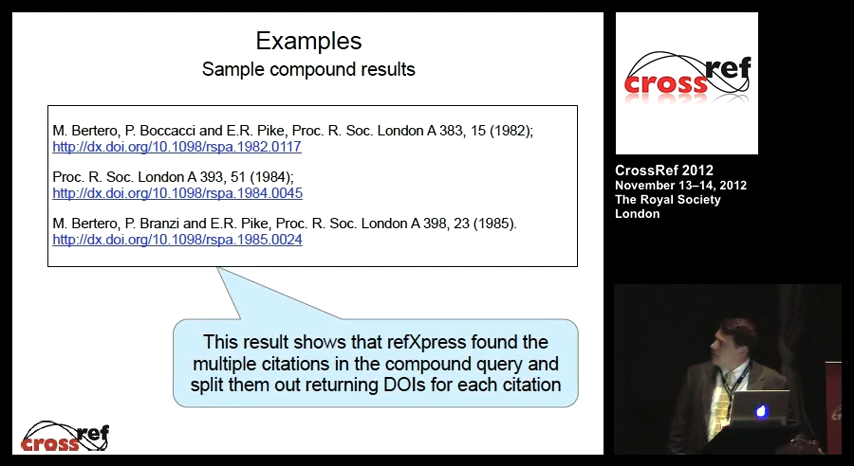 Examples
Sample compound results
M. Bertero, P. Boccacci and E.R. Pike, Proc. R. Soc. London A 383, 15 (1982);
http://dx.doi.org/10.1098/rspa.1982.0117
Proc. R. Soc. London A 393, 51 (1984);
http://dx.doi.org/10.1098/rspa.1984.0045
M. Bertero, P. Branzi and E.R. Pike, Proc. R. Soc. London A 398, 23 (1985).
http://dx.doi.org/10.1098/rspa.1985.0024
This result shows that refXpress found the
multiple citations in the compound query and
split them out returning DOIs for each citation
crossref
crossref
CrossRef 2012
November 13–14, 2012
The Royal Society
London